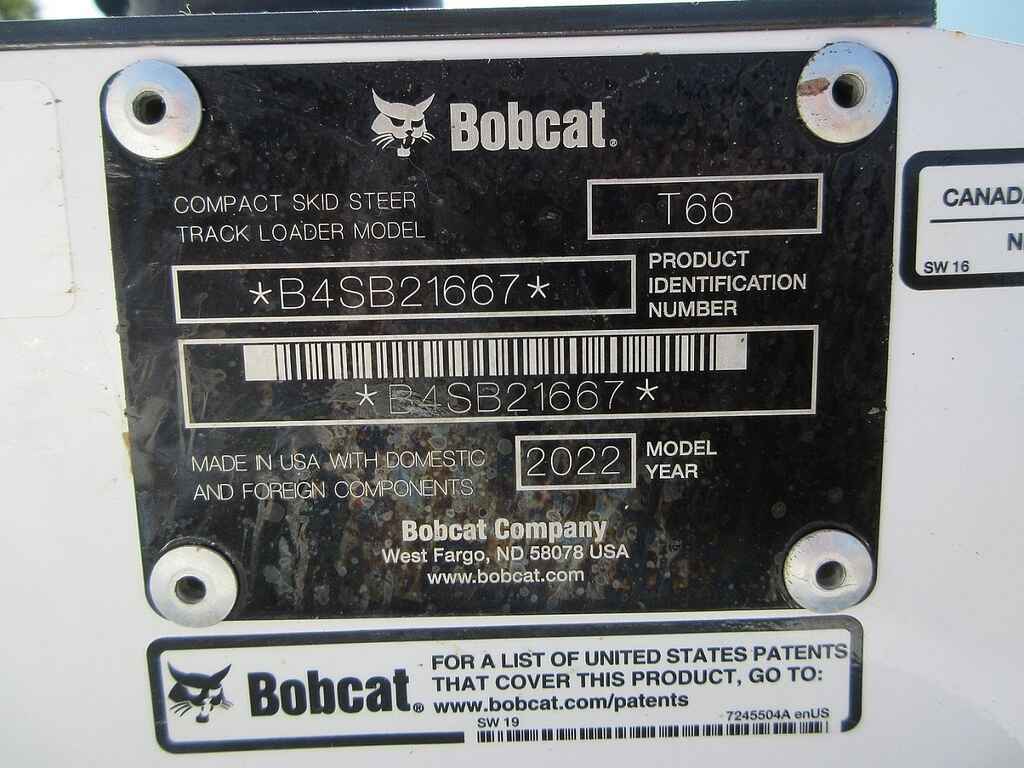 Bobcat®
COMPACT SKID STEER
TRACK LOADER MODEL
T66
*B4SB21667*
PRODUCT
IDENTIFICATION
NUMBER
*B4SB21667*
MADE IN USA WITH DOMESTIC
AND FOREIGN COMPONENTS
2022
MODEL
YEAR
Bobcat Company
West Fargo, ND 58078 USA
www.bobcat.com
SW 16
Bobcat®
FOR A LIST OF UNITED STATES PATENTS
THAT COVER THIS PRODUCT, GO TO:
www.bobcat.com/patents
SW 19
7245504A enUS